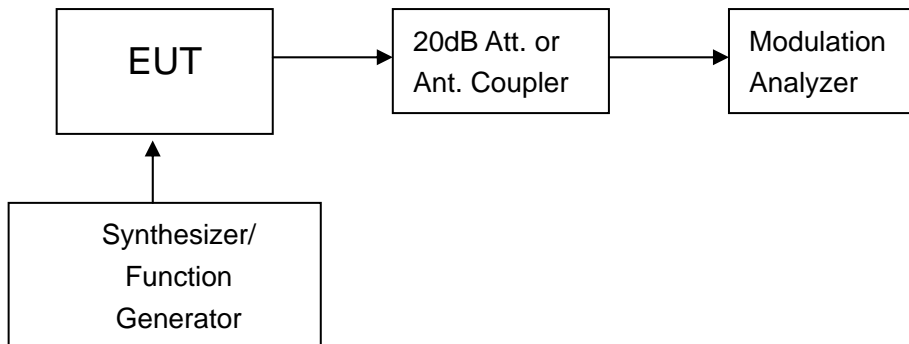 EUT
20dB Att. or
Ant. Coupler
Modulation
Analyzer
Synthesizer/
Function
Generator